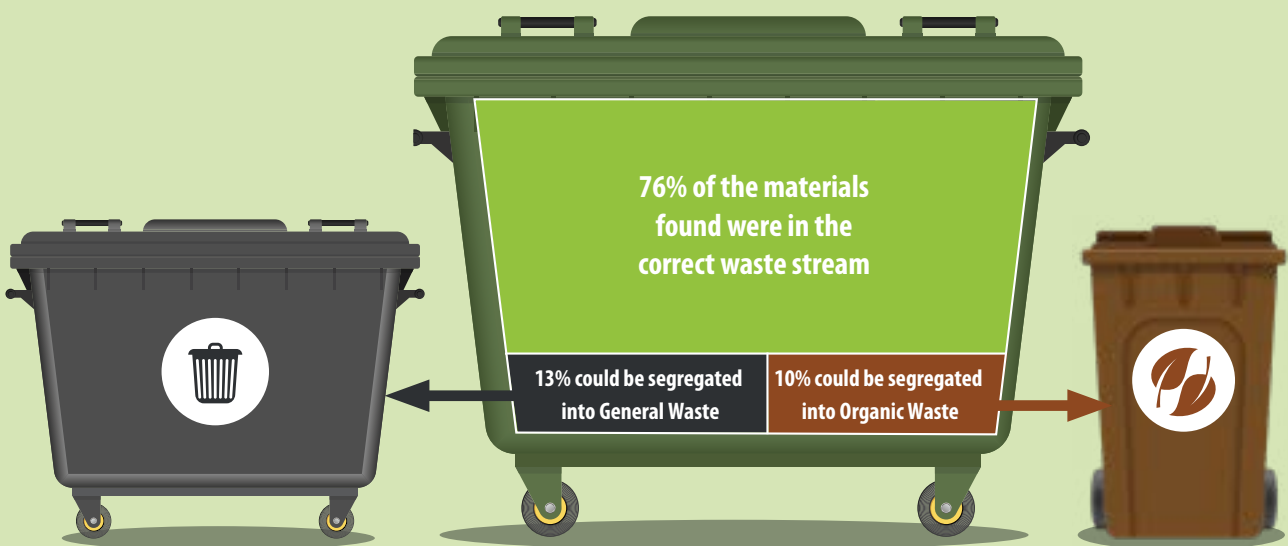 76% of the materials
found were in the
correct waste stream
13% could be segregated
into General Waste
10% could be segregated
into Organic Waste